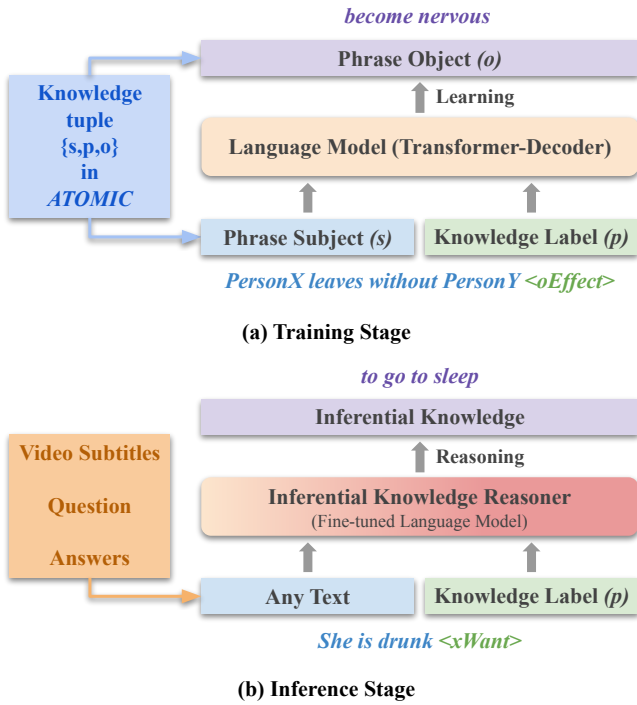 become nervous
Phrase Object (o)
Learning
Knowledge
tuple
{s,p,o}
in
ATOMIC
Language Model (Transformer-Decoder)
Phrase Subject (s)
Knowledge Label (p)
PersonX leaves without PersonY <oEffect>
(a) Training Stage
to go to sleep
Inferential Knowledge
Reasoning
Video Subtitles
Question
Answers
Inferential Knowledge Reasoner
(Fine-tuned Language Model)
Any Text
Knowledge Label (p)
She is drunk <xWant>
(b) Inference Stage